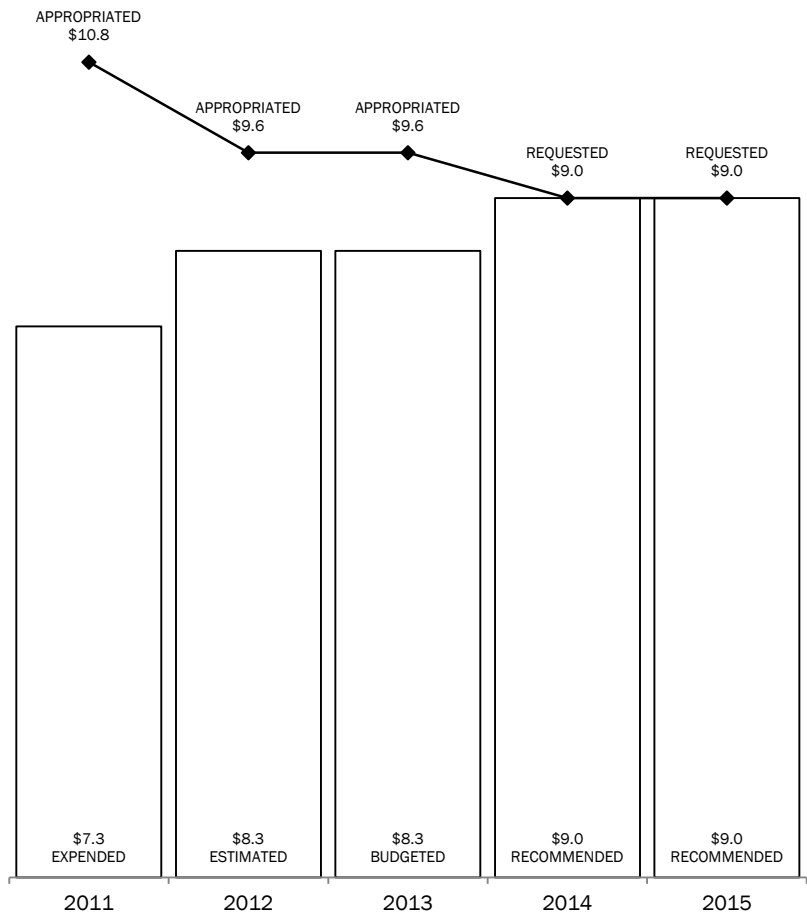 APPROPRIATED
$10.8
APPROPRIATED
$9.6
APPROPRIATED
$9.6
REQUESTED
$9.0
REQUESTED
$9.0
$7.3
EXPENDED
$8.3
ESTIMATED
$8.3
BUDGETED
$9.0
RECOMMENDED
$9.0
RECOMMENDED
2011
2012
2013
2014
2015